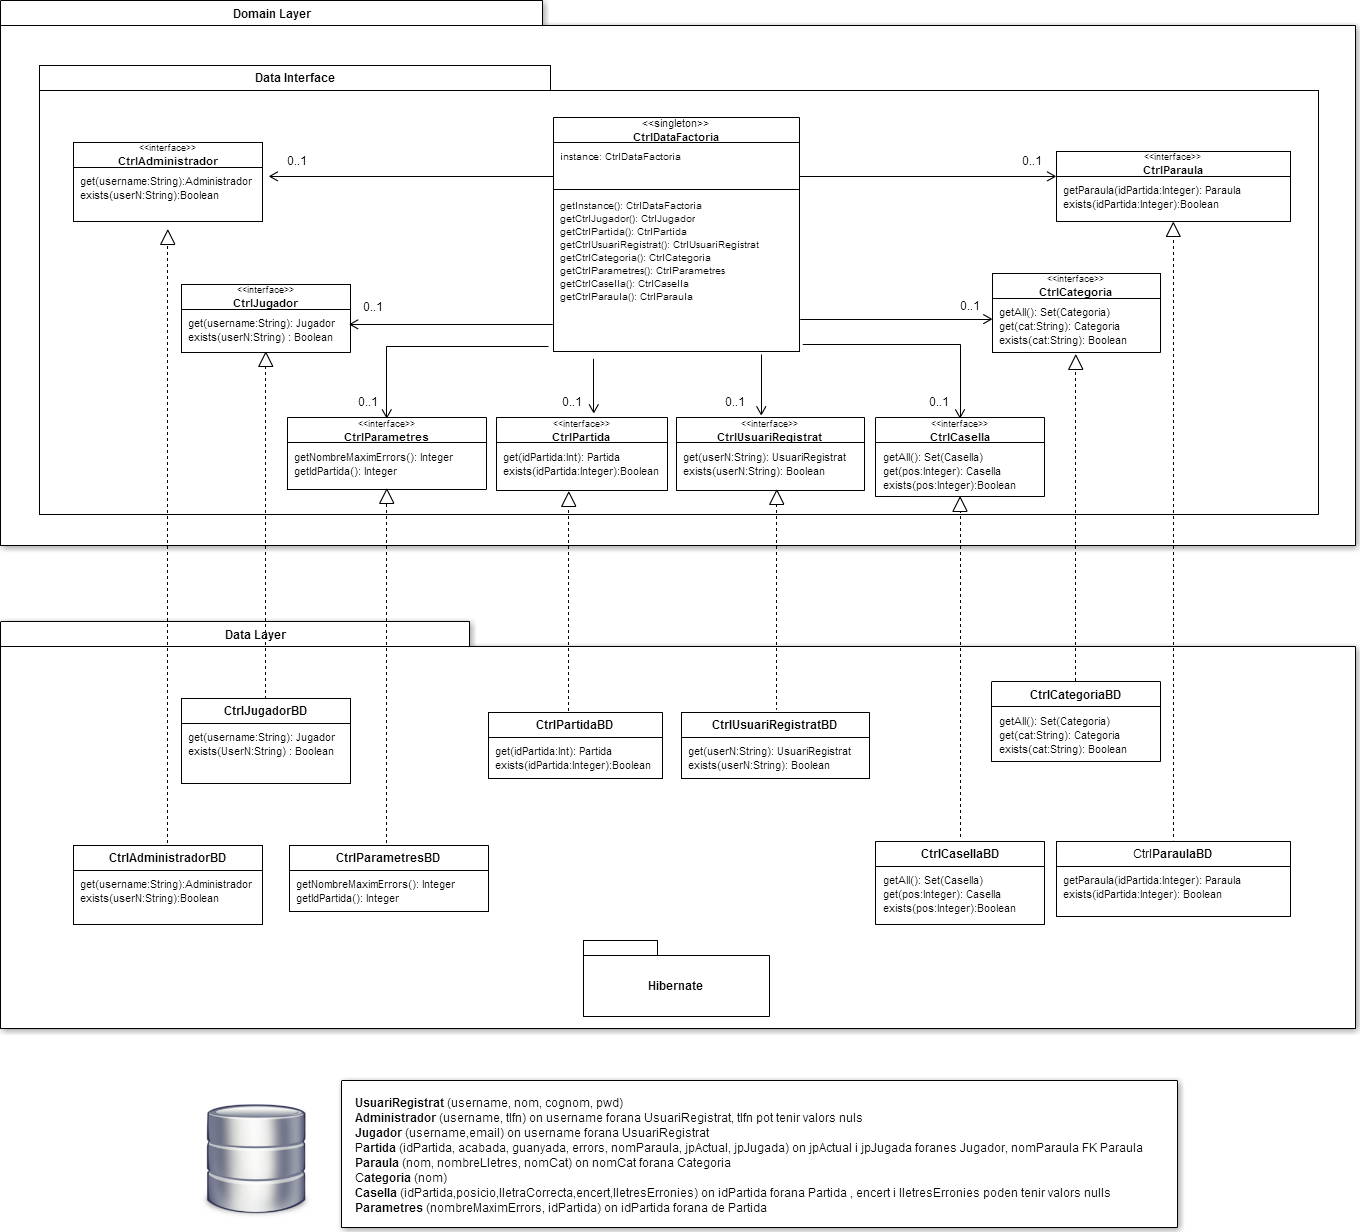 Domain Layer
Data Interface
<<singleton>>
CtrlDataFactoria
instance: CtrlDataFactoria
getInstance(): CtrlDataFactoria
getCtrlJugador(): CtrlJugador
getCtrlPartida(): CtrlPartida
getCtrlUsuariRegistrat(): CtrlUsuariRegistrat
getCtrlCategoria(): CtrlCategoria
getCtrlParametres(): CtrlParametres
getCtrlCasella(): CtrlCasella
getCtrlParaula(): CtrlParaula
<<interface>>
CtrlAdministrador
get(username:String):Administrador
exists(userN:String):Boolean
0..1
0..1
<<interface>>
CtrlParaula
getParaula(idPartida:Integer): Paraula
exists(idPartida:Integer):Boolean
<<interface>>
CtrlJugador
get(username:String): Jugador
exists(userN:String) : Boolean
0..1
0..1
<<interface>>
CtrlCategoria
getAll(): Set(Categoria)
get(cat:String): Categoria
exists(cat:String): Boolean
0..1
0..1
0..1
0..1
<<interface>>
CtrlParametres
getNombreMaximErrors(): Integer
getIdPartida(): Integer
<<interface>>
CtrlPartida
get(idPartida:Int): Partida
exists(idPartida:Integer):Boolean
<<interface>>
CtrlUsuariRegistrat
get(userN:String): UsuariRegistrat
exists(userN:String): Boolean
<<interface>>
CtrlCasella
getAll(): Set(Casella)
get(pos:Integer): Casella
exists(pos:Integer):Boolean
Data Layer
CtrlJugadorBD
get(username:String): Jugador
exists(UserN:String) : Boolean
CtrlPartidaBD
get(idPartida:Int): Partida
exists(idPartida:Integer):Boolean
CtrlUsuariRegistratBD
get(userN:String): UsuariRegistrat
exists(userN:String): Boolean
CtrlCategoriaBD
getAll(): Set(Categoria)
get(cat:String): Categoria
exists(cat:String): Boolean
CtrlAdministradorBD
get(username:String):Administrador
exists(userN:String):Boolean
CtrlParametresBD
getNombreMaximErrors(): Integer
getIdPartida(): Integer
CtrlCasellaBD
getAll(): Set(Casella)
get(pos:Integer): Casella
exists(pos:Integer):Boolean
CtrlParaulaBD
getParaula(idPartida:Integer): Paraula
exists(idPartida:Integer): Boolean
Hibernate
UsuariRegistrat (username, nom, cognom, pwd)
Administrador (username, tlfn) on username forana UsuariRegistrat, tlfn pot tenir valors nuls
Jugador (username,email) on username forana UsuariRegistrat
Partida (idPartida, acabada, guanyada, errors, nomParaula, jpActual, jpJugada) on jpActual i jpJugada foranes Jugador, nomParaula FK Paraula
Paraula (nom, nombreLletres, nomCat) on nomCat forana Categoria
Categoria (nom)
Casella (idPartida,posicio,lletraCorrecta,encert,lletresErronies) on idPartida forana Partida , encert i lletresErronies poden tenir valors nulls
Parametres (nombreMaximErrors, idPartida) on idPartida forana de Partida